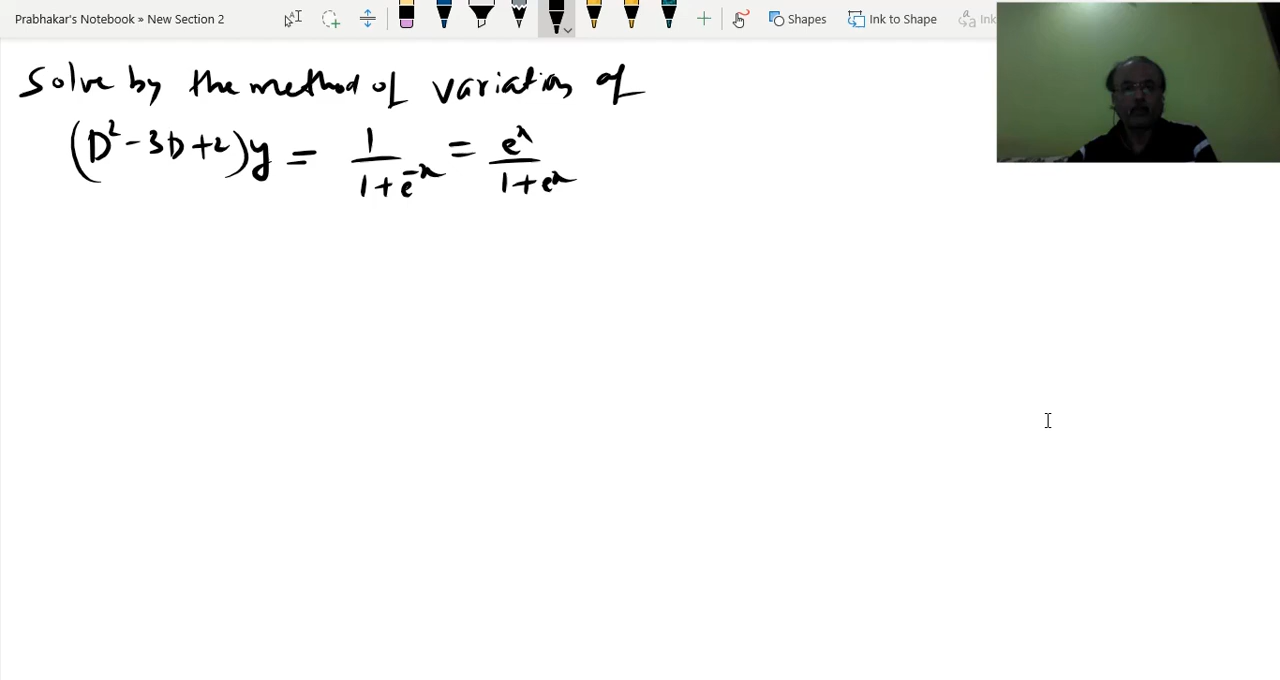 Prabhakar's Notebook » New Section 2
Shapes
Ink to Shape
Ink
Solve by the method of variation of
(D² - 3D + 2)y = 1/(1+e⁻ˣ) = eˣ/(1+eˣ)